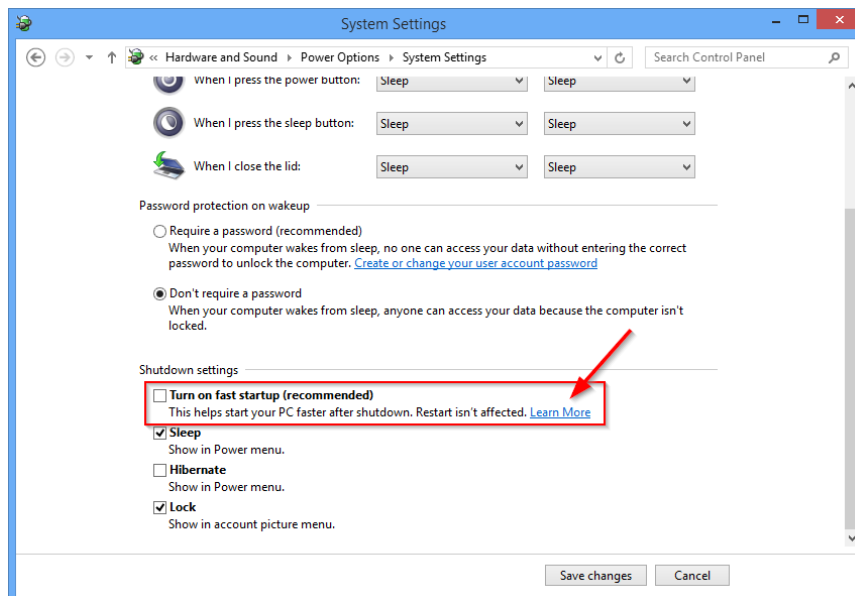 System Settings
« Hardware and Sound Power Options System Settings
Search Control Panel
When I press the power button: Sleep Sleep
When I press the sleep button: Sleep Sleep
When I close the lid: Sleep Sleep
Password protection on wakeup
Require a password (recommended)
When your computer wakes from sleep, no one can access your data without entering the correct
password to unlock the computer. Create or change your user account password
Don't require a password
When your computer wakes from sleep, anyone can access your data because the computer isn't
locked.
Shutdown settings
Turn on fast startup (recommended)
This helps start your PC faster after shutdown. Restart isn't affected. Learn More
Sleep
Show in Power menu.
Hibernate
Show in Power menu.
Lock
Show in account picture menu.
Save changes Cancel